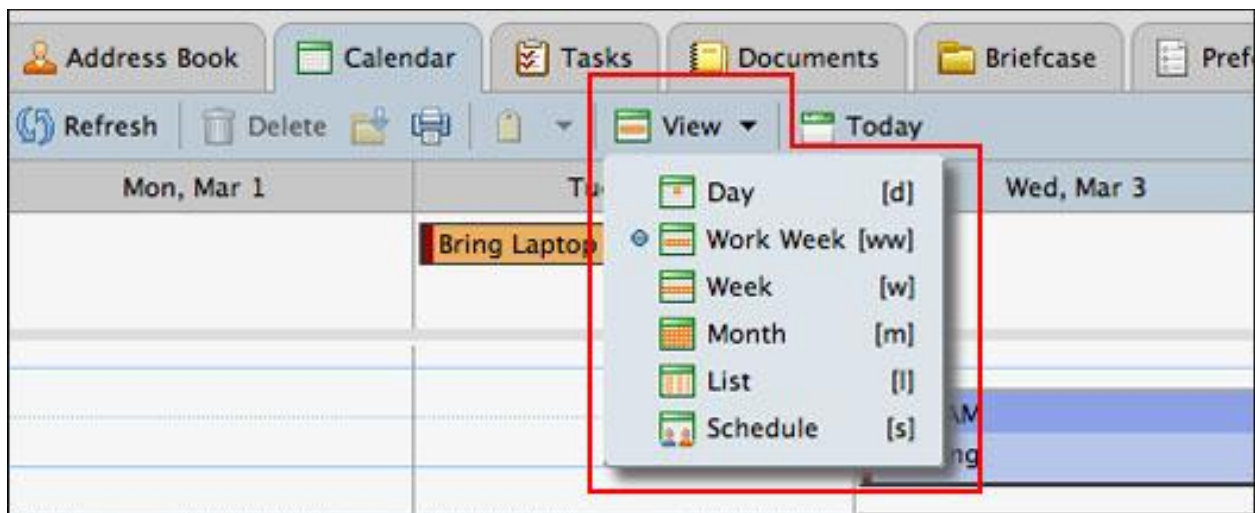 Address Book Calendar Tasks Documents Briefcase
Refresh Delete View Today
Mon, Mar 1 Wed, Mar 3
Day [d]
Bring Laptop Work Week [ww]
Week [w]
Month [m]
List [l]
Schedule [s]